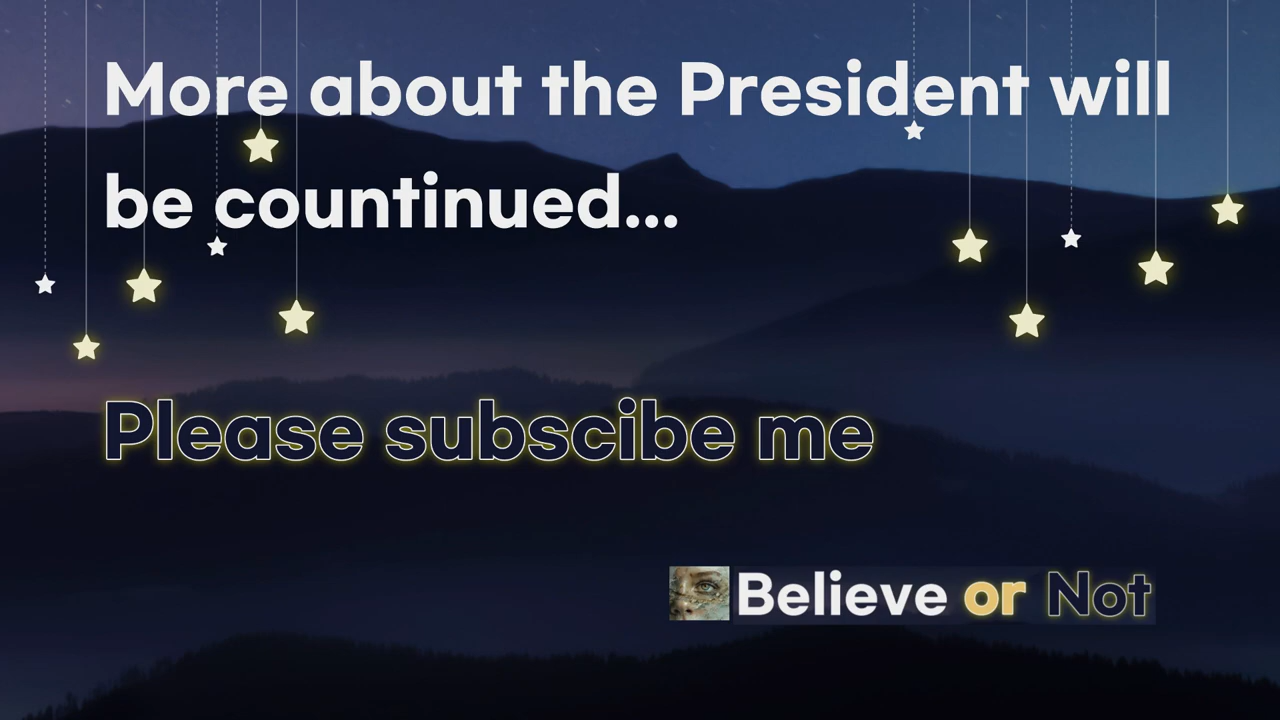 More about the President will
be countinued...
Please subscibe me
Believe or Not